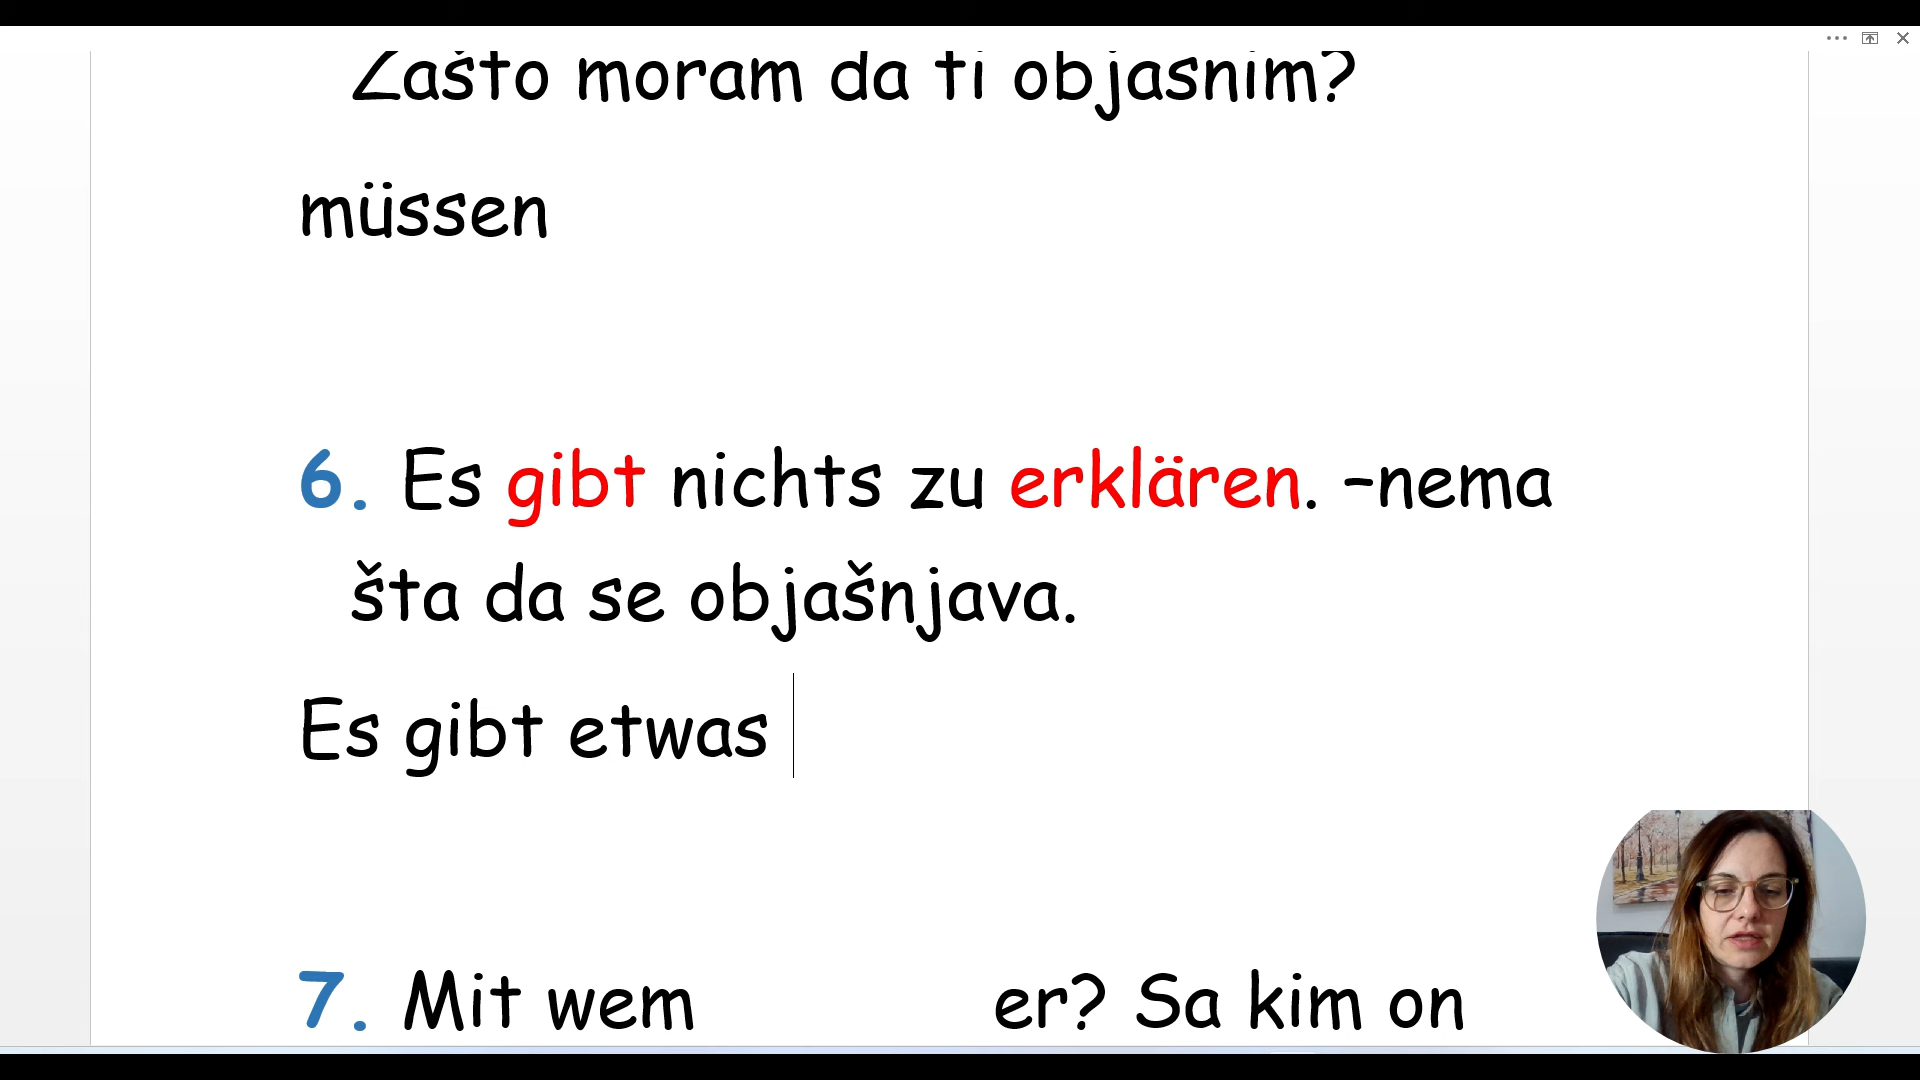 Zašto moram da ti objasnim?
müssen
6. Es gibt nichts zu erklären. –nema
šta da se objašnjava.
Es gibt etwas
7. Mit wem er? Sa kim on